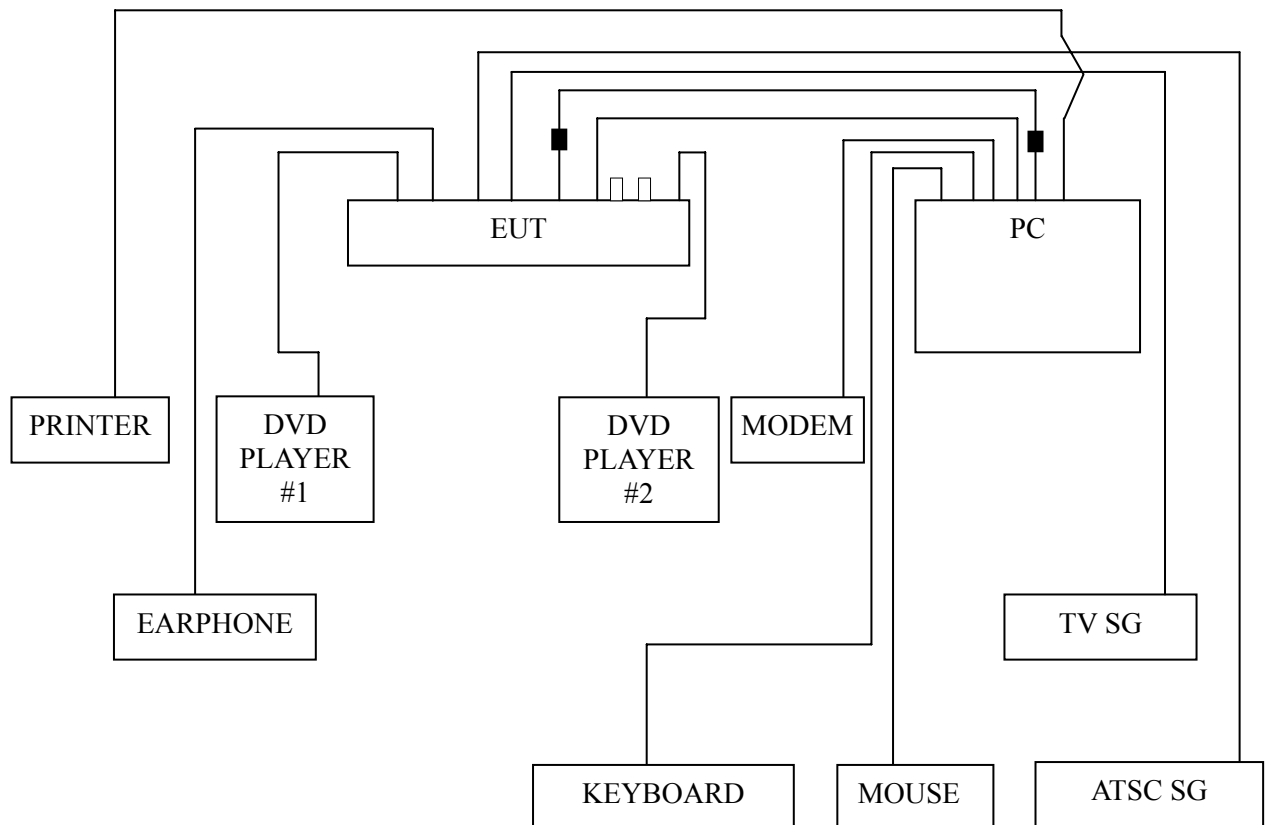 EUT
PC
PRINTER
DVD
PLAYER
#1
DVD
PLAYER
#2
MODEM
EARPHONE
TV SG
KEYBOARD
MOUSE
ATSC SG